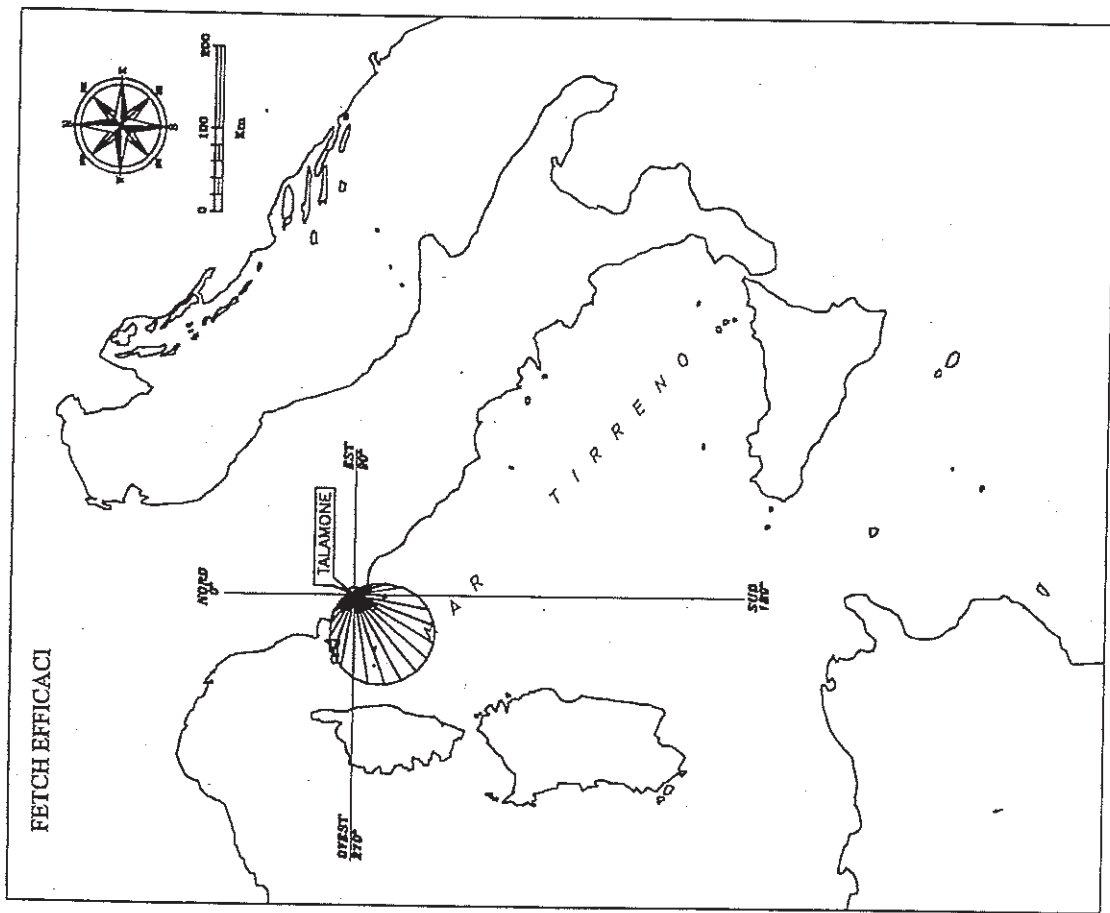 FETCH EFFICACI
N
E
S
W
0 100 200
Km
NORD
0°
TALAMONE
EST
90°
OVEST
270°
SUD
180°
M A R
T I R R E N O